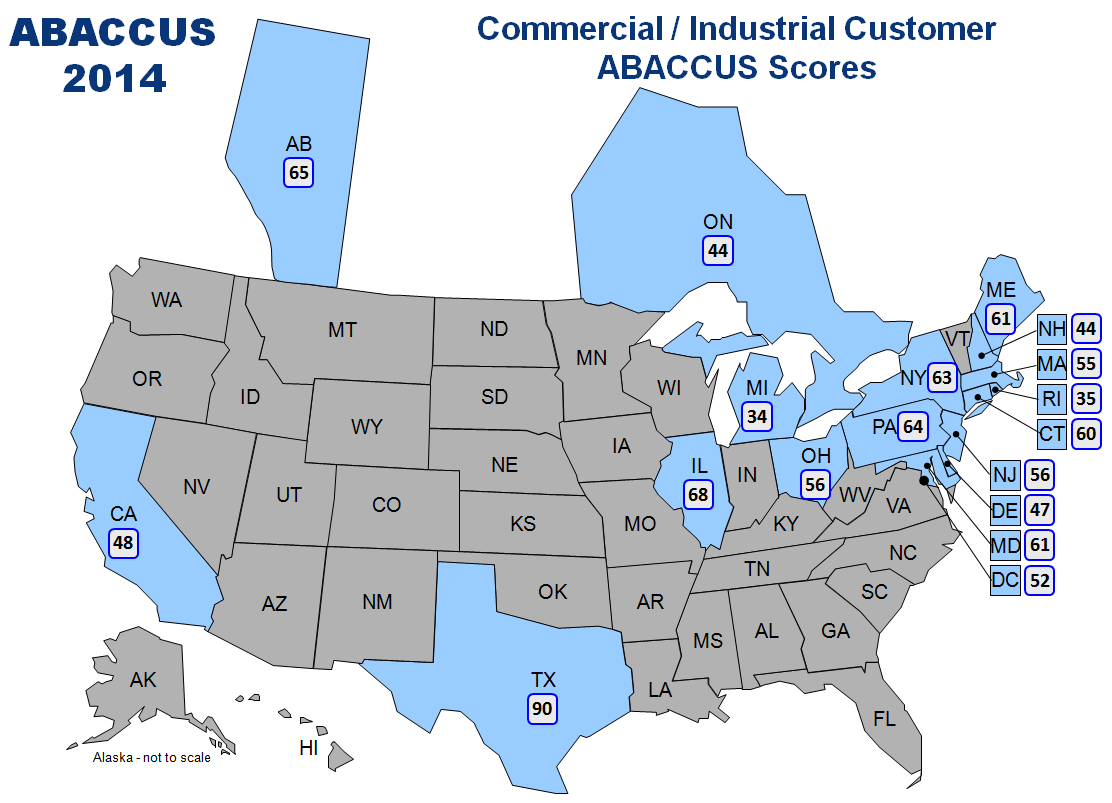 ABACCUS
2014
Commercial / Industrial Customer
ABACCUS Scores
AB
65
ON
44
ME
61
WA
MT
ND
MN
VT
NH 44
MA 55
RI 35
CT 60
OR
ID
SD
WI
MI
34
NY 63
WY
PA 64
IA
NE
IL
68
IN
OH
56
NJ 56
NV
UT
CO
WV
VA
DE 47
CA
48
KS
MO
KY
MD 61
NC
TN
DC 52
AZ
NM
OK
AR
SC
MS
AL
GA
AK
TX
90
LA
FL
HI
Alaska - not to scale